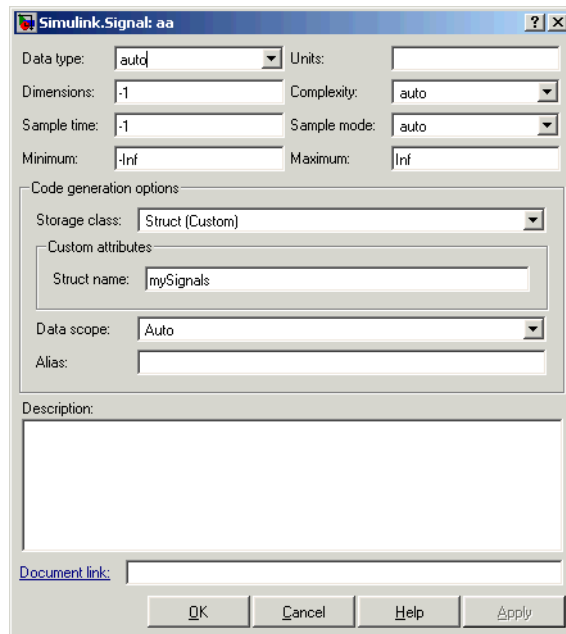 Simulink.Signal: aa
Data type: auto Units:
Dimensions: -1 Complexity: auto
Sample time: -1 Sample mode: auto
Minimum: -Inf Maximum: Inf
Code generation options
Storage class: Struct (Custom)
Custom attributes
Struct name: mySignals
Data scope: Auto
Alias:
Description:
Document link:
OK Cancel Help Apply